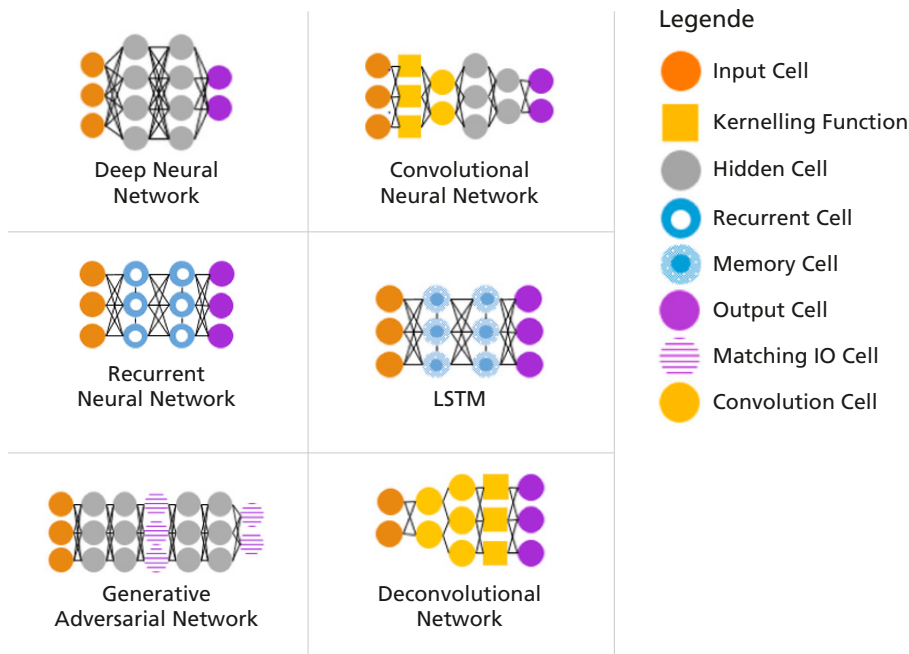 Deep Neural
Network
Convolutional
Neural Network
Recurrent
Neural Network
LSTM
Generative
Adversarial Network
Deconvolutional
Network
Legende
Input Cell
Kernelling Function
Hidden Cell
Recurrent Cell
Memory Cell
Output Cell
Matching IO Cell
Convolution Cell